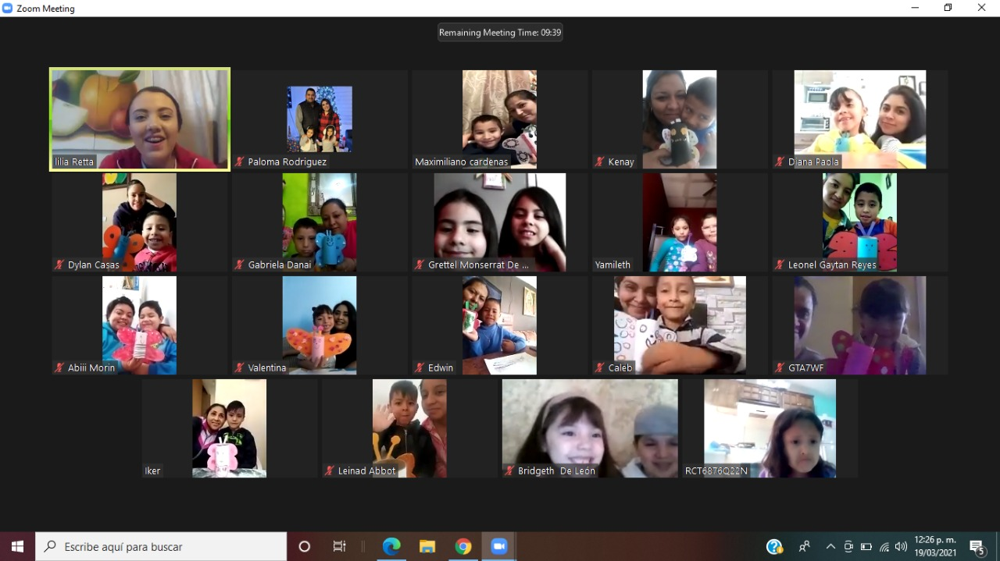 Zoom Meeting
Remaining Meeting Time: 09:39
lilia Retta
Paloma Rodriguez
Maximiliano cardenas
Kenay
Diana Paola
Dylan Casas
Gabriela Danai
Grettel Monserrat De ...
Yamileth
Leonel Gaytan Reyes
Abiii Morin
Valentina
Edwin
Caleb
GTA7WF
Iker
Leinad Abbot
Bridgeth De León
RCT6876Q22N
Escribe aquí para buscar
12:26 p. m.
19/03/2021
5